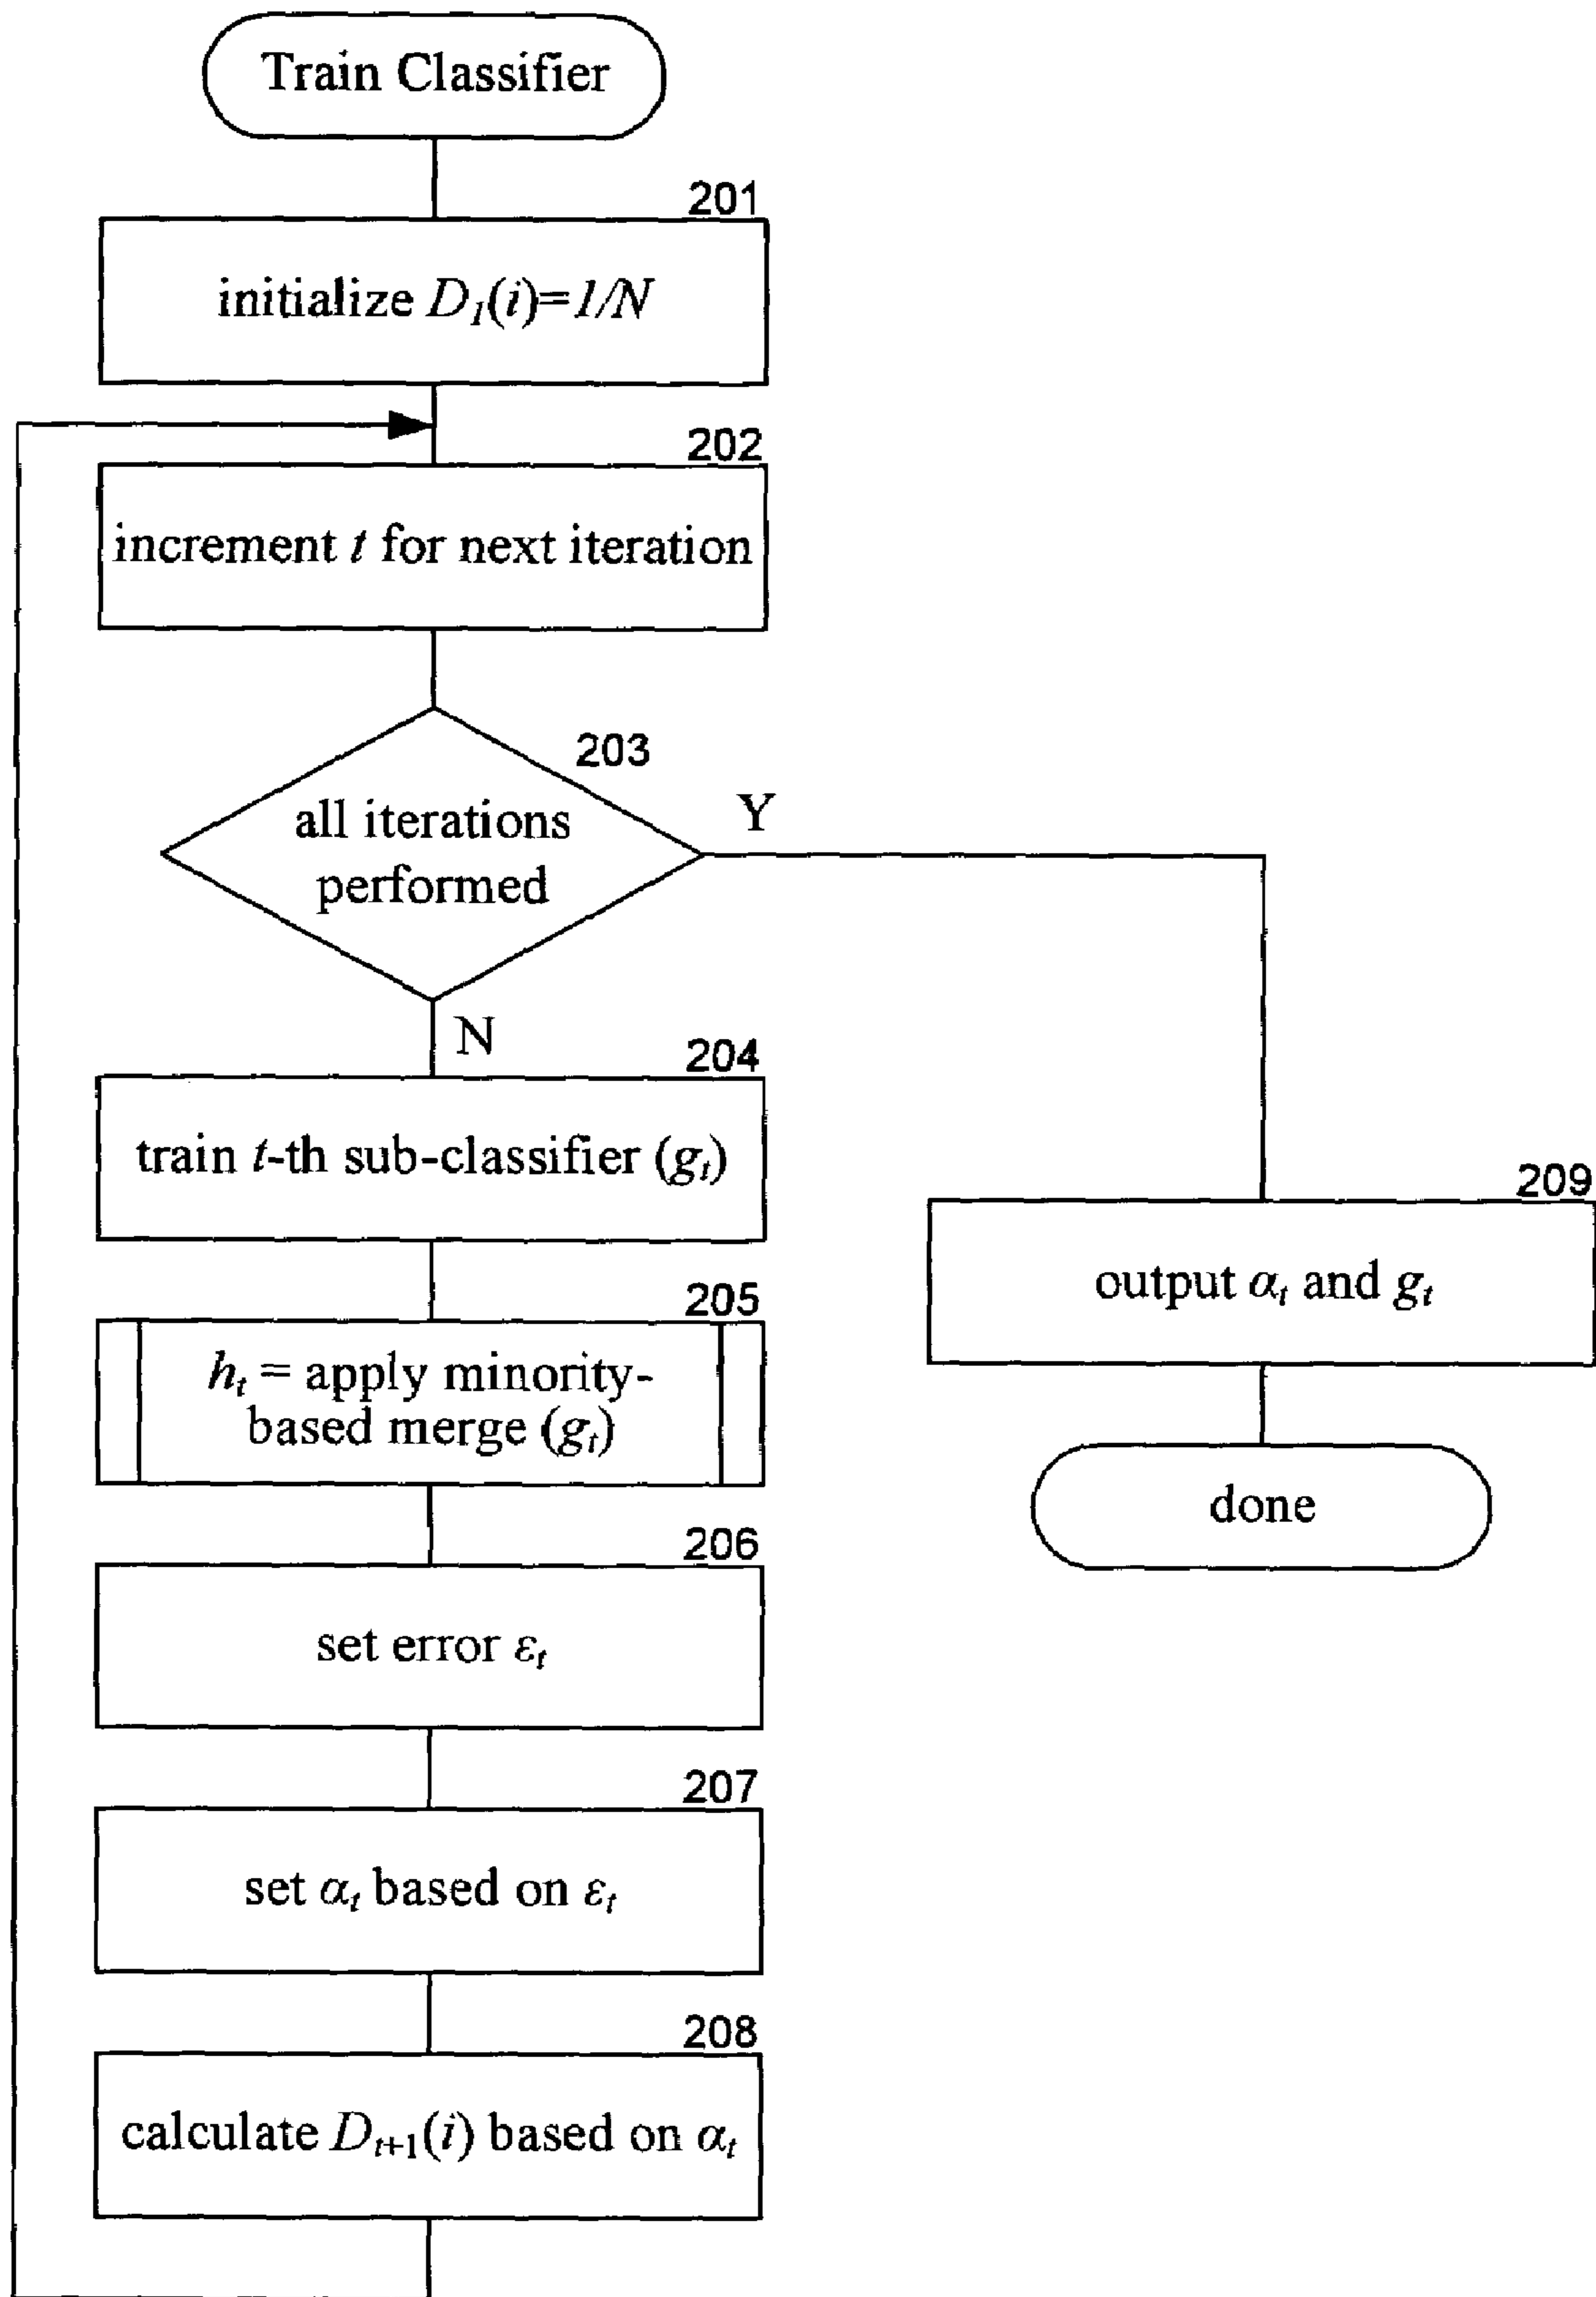 Train Classifier
201
initialize D₁(i)=1/N
202
increment t for next iteration
203
all iterations
performed
Y
N
204
train t-th sub-classifier (gₜ)
205
hₜ = apply minority-
based merge (gₜ)
206
set error εₜ
207
set αₜ based on εₜ
208
calculate Dₜ₊₁(i) based on αₜ
209
output αₜ and gₜ
done